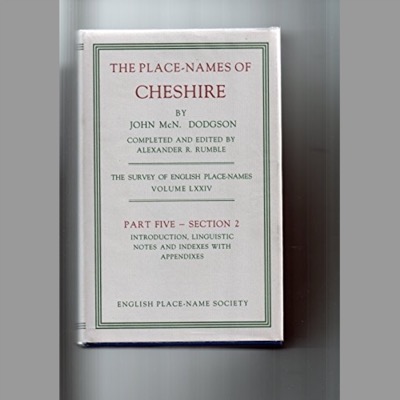 THE PLACE-NAMES OF
CHESHIRE
BY
JOHN McN. DODGSON
COMPLETED AND EDITED BY
ALEXANDER R. RUMBLE
THE SURVEY OF ENGLISH PLACE-NAMES
VOLUME LXXIV
PART FIVE – SECTION 2
INTRODUCTION, LINGUISTIC
NOTES AND INDEXES WITH
APPENDIXES
ENGLISH PLACE-NAME SOCIETY